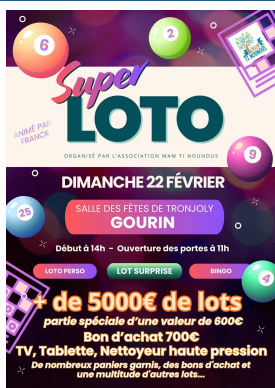 6
2
TI NOUNOUS
Super
LOTO
ANIMÉ PAR
FRANCK
ORGANISÉ PAR L'ASSOCIATION MAM TI NOUNOUS
9
DIMANCHE 22 FÉVRIER
25
SALLE DES FÊTES DE TRONJOLY
GOURIN
Début à 14h - Ouverture des portes à 11h
LOTO PERSO
LOT SURPRISE
BINGO
4
+ de 5000€ de lots
partie spéciale d'une valeur de 600€
Bon d'achat 700€
TV, Tablette, Nettoyeur haute pression
De nombreux paniers garnis, des bons d'achat et
une multitude d'autres lots...